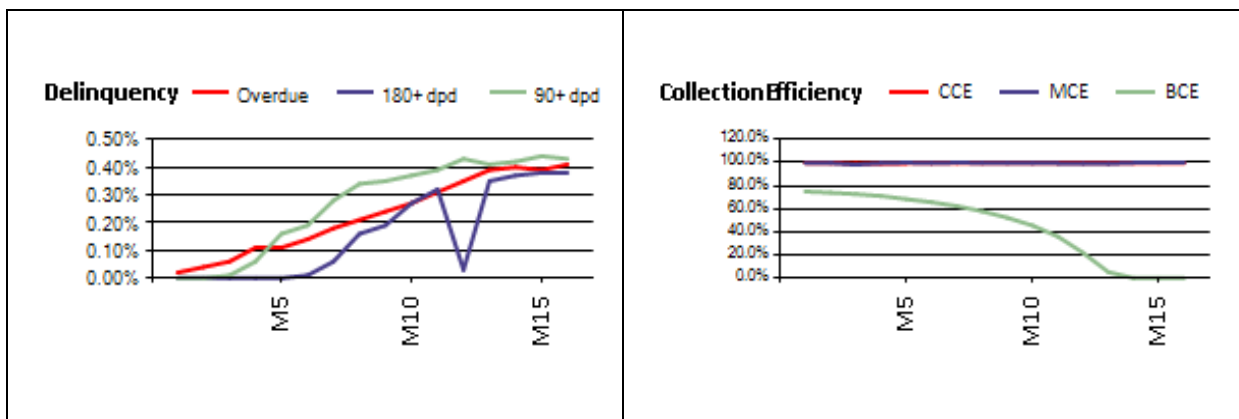 Delinquency Overdue 180+ dpd 90+ dpd
0.50%
0.40%
0.30%
0.20%
0.10%
0.00%
M5
M10
M15
Collection Efficiency CCE MCE BCE
120.0%
100.0%
80.0%
60.0%
40.0%
20.0%
0.0%
M5
M10
M15